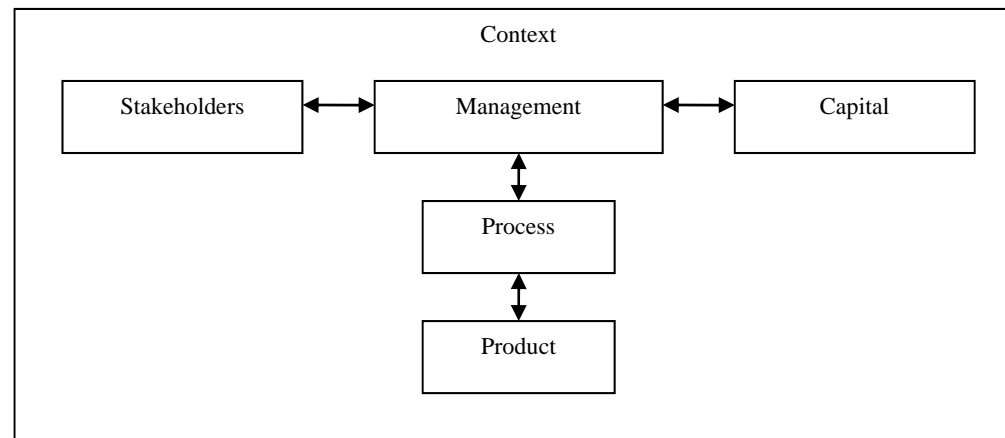 Context
Stakeholders
Management
Capital
Process
Product